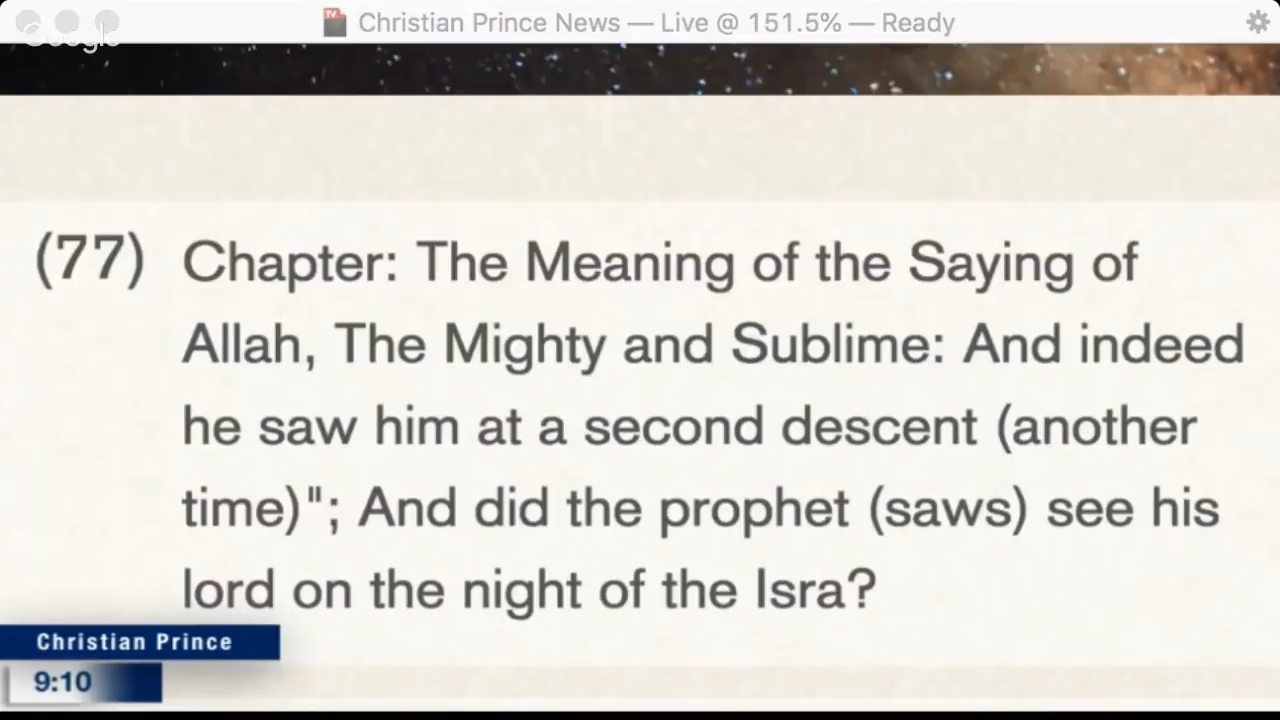 Christian Prince News — Live @ 151.5% — Ready
Google
(77) Chapter: The Meaning of the Saying of
Allah, The Mighty and Sublime: And indeed
he saw him at a second descent (another
time)"; And did the prophet (saws) see his
lord on the night of the Isra?
Christian Prince
9:10